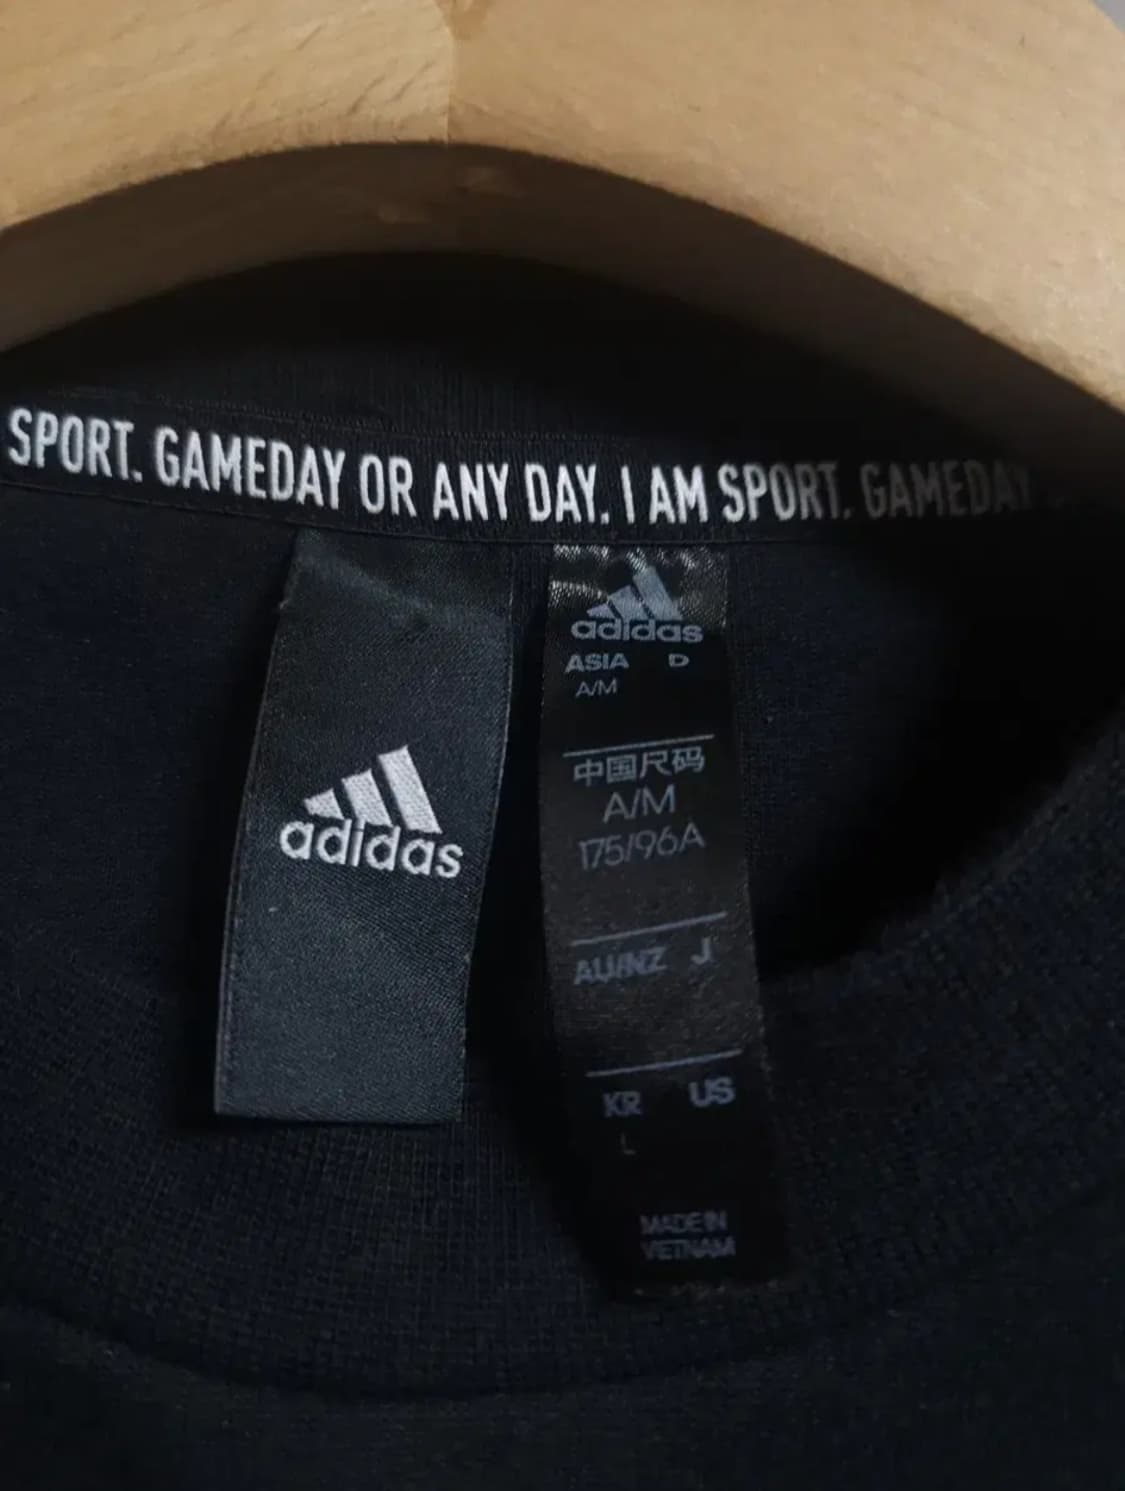 SPORT. GAMEDAY OR ANY DAY. I AM SPORT. GAMEDAY
adidas
adidas
ASIA D
A/M
中国尺码
A/M
175/96A
AU/NZ J
KR US
L
MADE IN
VIETNAM